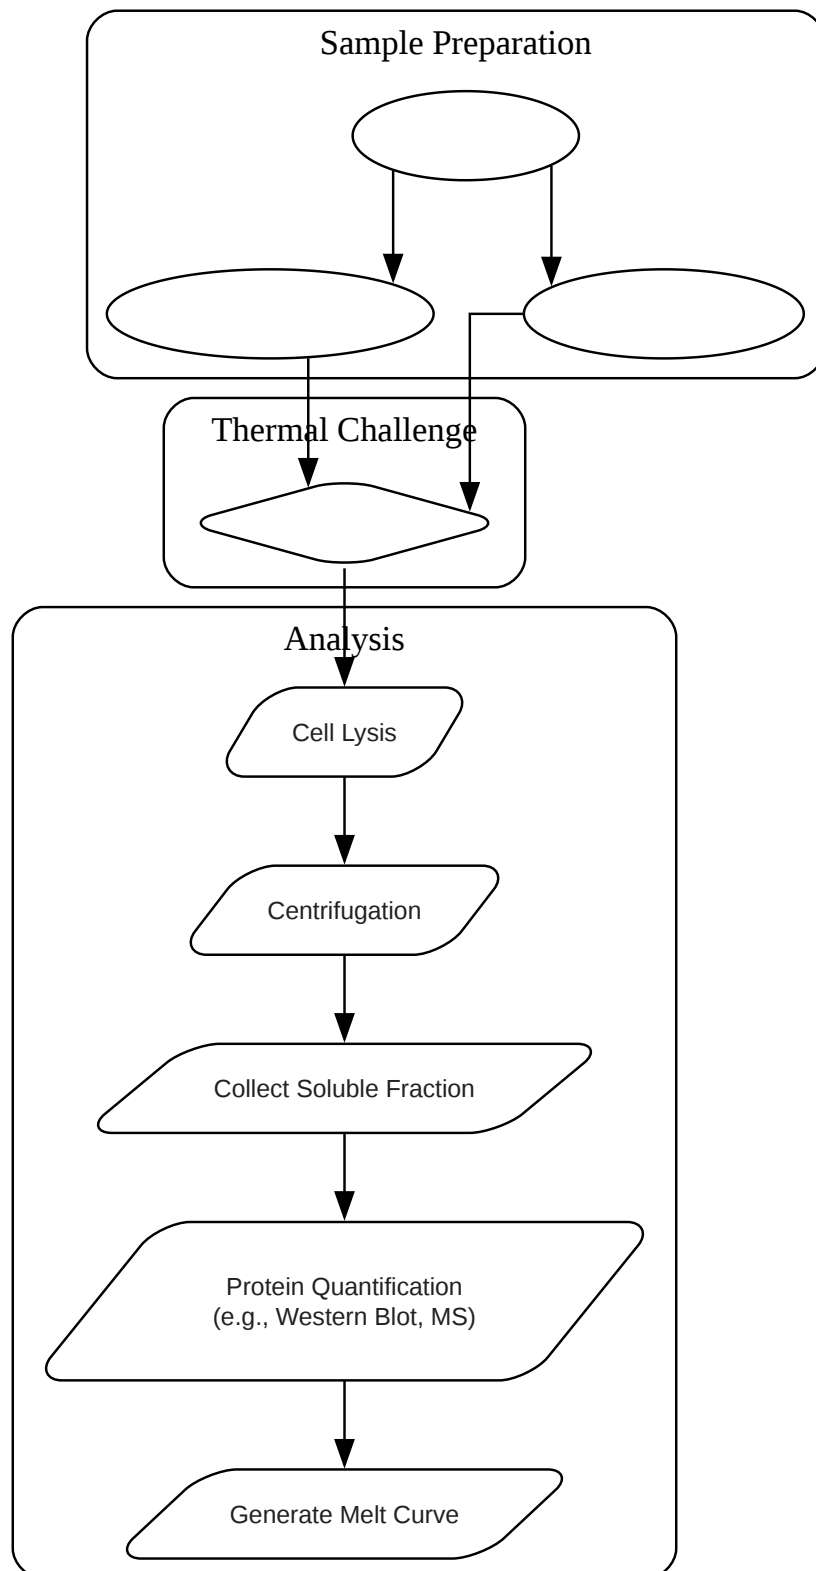 Sample Preparation
Thermal Challenge
Analysis
Cell Lysis
Centrifugation
Collect Soluble Fraction
Protein Quantification
(e.g., Western Blot, MS)
Generate Melt Curve